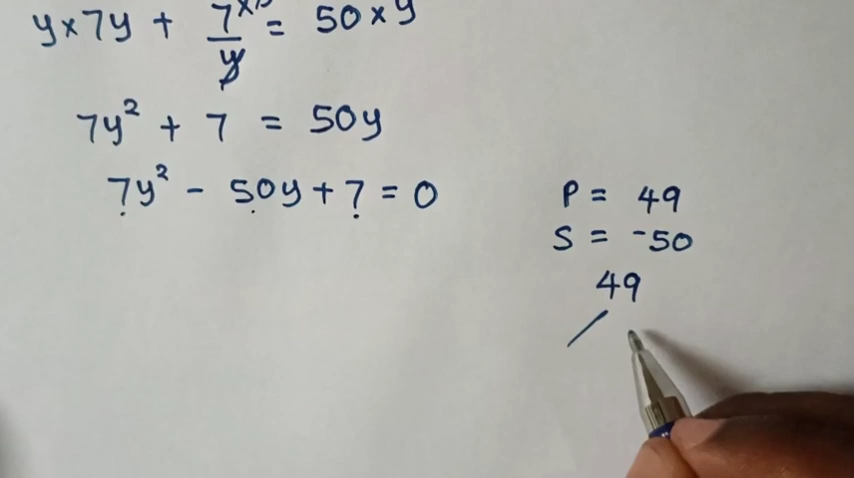 y×7y + 7×y/y = 50×y
7y² + 7 = 50y
7y² - 50y + 7 = 0
P = 49
S = -50
49